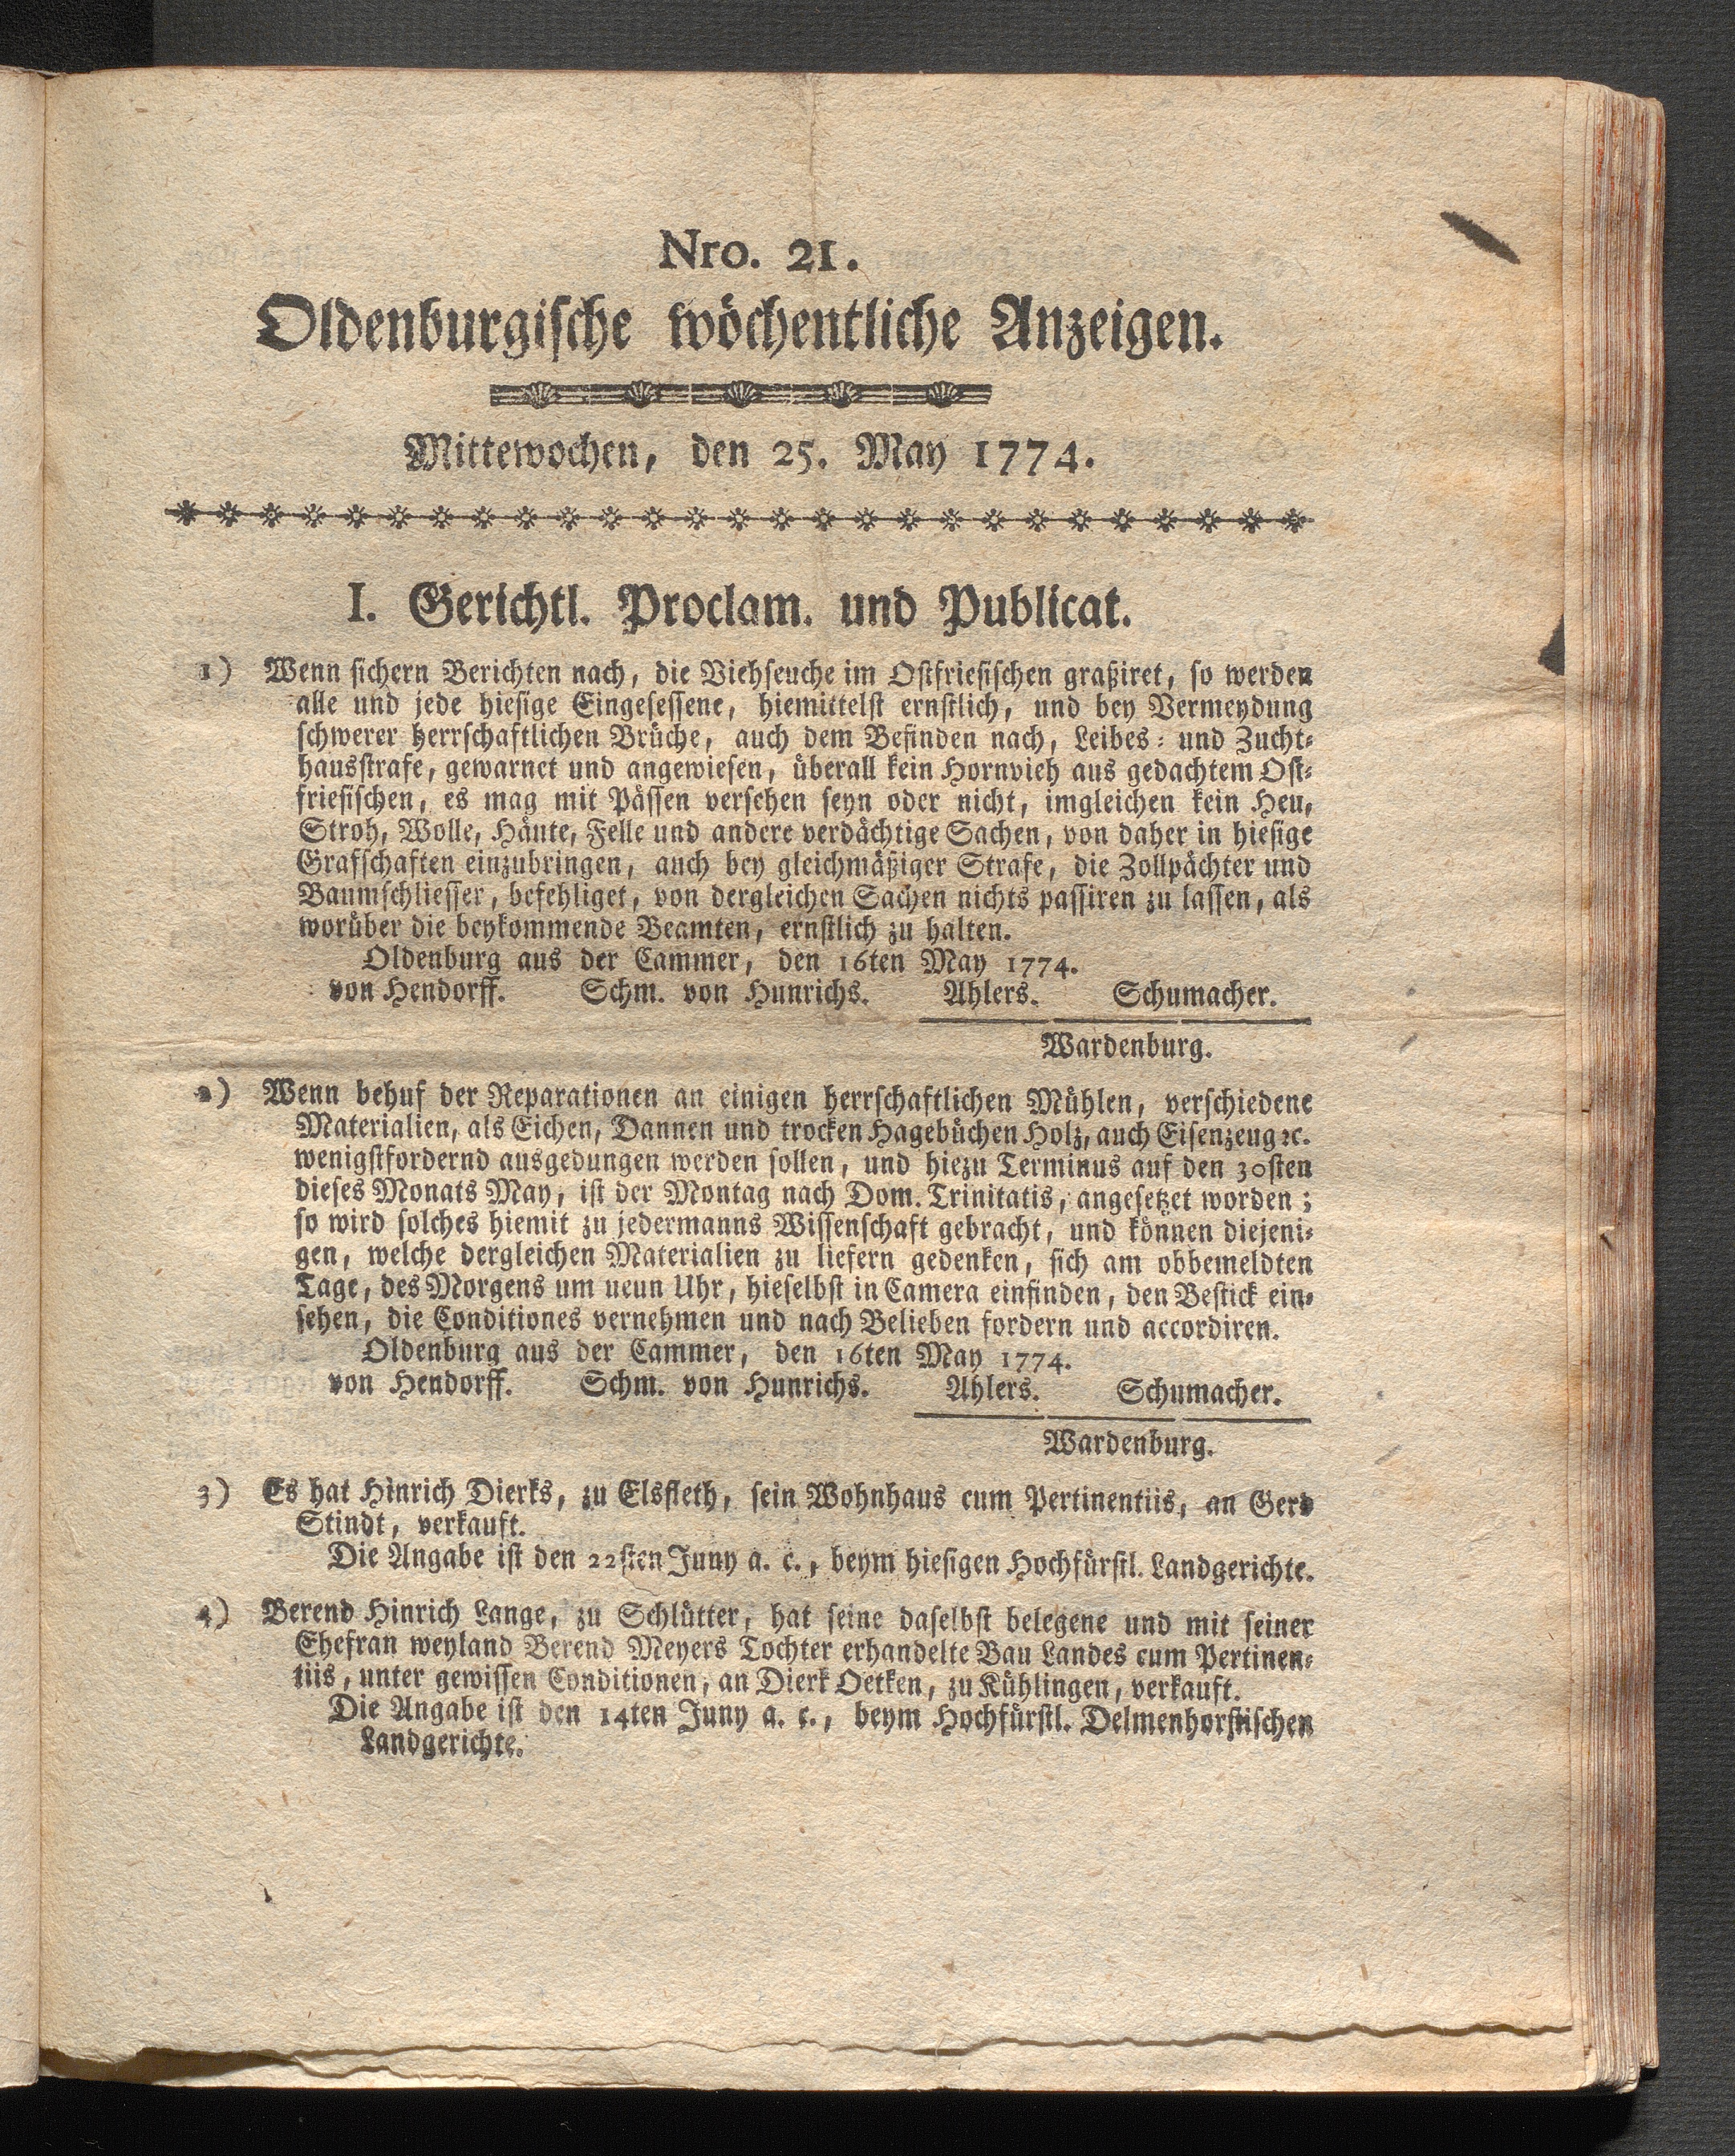 Nro. 21.
Oldenburgische wöchentliche Anzeigen.
Mittewochen, den 25. May 1774.
I. Gerichtl. Proclam. und Publicat.
1) Wenn sichern Berichten nach, die Viehseuche im Ostfriesischen graßiret, so werden
alle und jede hiesige Eingesessene, hiemittelst ernstlich, und bey Vermeydung
schwerer herrschaftlichen Brüche, auch dem Befinden nach, Leibes- und Zucht-
hausstrafe, gewarnet und angewiesen, überall kein Hornvieh aus gedachtem Ost-
friesischen, es mag mit Pässen versehen seyn oder nicht, imgleichen kein Heu,
Stroh, Wolle, Häute, Felle und andere verdächtige Sachen, von daher in hiesige
Grafschaften einzubringen, auch bey gleichmäßiger Strafe, die Zollpächter und
Baumschliesser, befehliget, von dergleichen Sachen nichts passiren zu lassen, als
worüber die beykommende Beamten, ernstlich zu halten.
Oldenburg aus der Cammer, den 16ten May 1774.
von Hendorff. Schm. von Hunrichs. Ahlers. Schumacher.
Wardenburg.
2) Wenn behuf der Reparationen an einigen herrschaftlichen Mühlen, verschiedene
Materialien, als Eichen, Dannen und trocken Hagebüchen Holz, auch Eisenzeug ꝛc.
wenigstfordernd ausgedungen werden sollen, und hiezu Terminus auf den 30sten
dieses Monats May, ist der Montag nach Dom. Trinitatis, angesetzet worden;
so wird solches hiemit zu jedermanns Wissenschaft gebracht, und können diejeni-
gen, welche dergleichen Materialien zu liefern gedenken, sich am obbemeldten
Tage, des Morgens um neun Uhr, hieselbst in Camera einfinden, den Bestick ein-
sehen, die Conditiones vernehmen und nach Belieben fordern und accordiren.
Oldenburg aus der Cammer, den 16ten May 1774.
von Hendorff. Schm. von Hunrichs. Ahlers. Schumacher.
Wardenburg.
3) Es hat Hinrich Dierks, zu Elsfleth, sein Wohnhaus cum Pertinentiis, an Gerd
Stindt, verkauft.
Die Angabe ist den 22sten Juny a. c., beym hiesigen Hochfürstl. Landgerichte.
4) Berend Hinrich Lange, zu Schlütter, hat seine daselbst belegene und mit seiner
Ehefrau weyland Berend Meyers Tochter erhandelte Bau Landes cum Pertinen-
tiis, unter gewissen Conditionen, an Dierk Oetken, zu Kühlingen, verkauft.
Die Angabe ist den 14ten Juny a. c., beym Hochfürstl. Delmenhorstischen
Landgerichte.